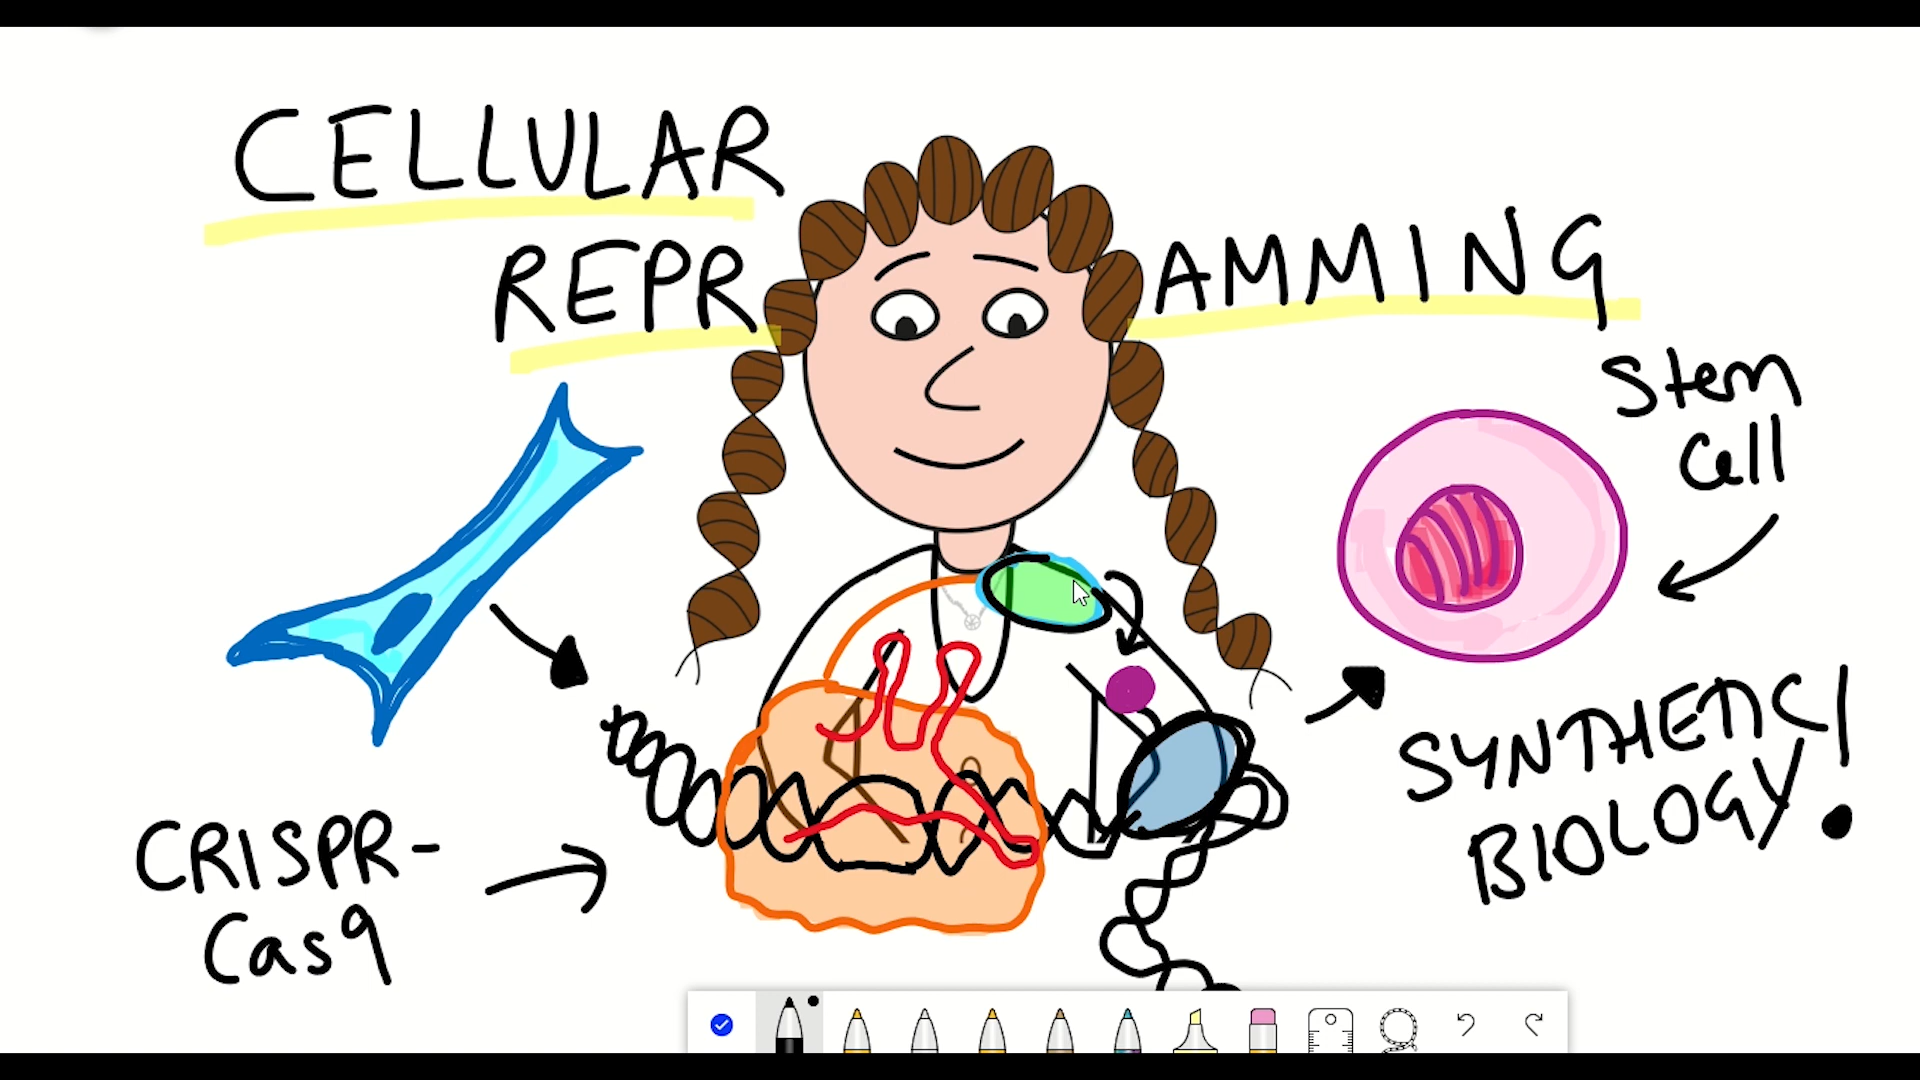 CELLULAR
REPR AMMING
Stem
Cell
SYNTHETIC
BIOLOGY!
CRISPR-
Cas9